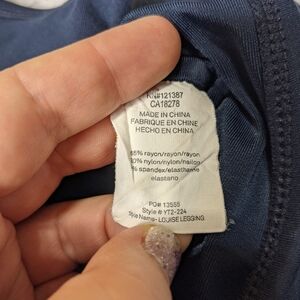 RN#121387
CA18278
MADE IN CHINA
FABRIQUE EN CHINE
HECHO EN CHINA
65% rayon/rayon/rayon
30% nylon/nylon/nailon
% spandex/elasthanne
elastano
PO# 13555
Style # YT2-224
Style Name- LOUISE LEGGING